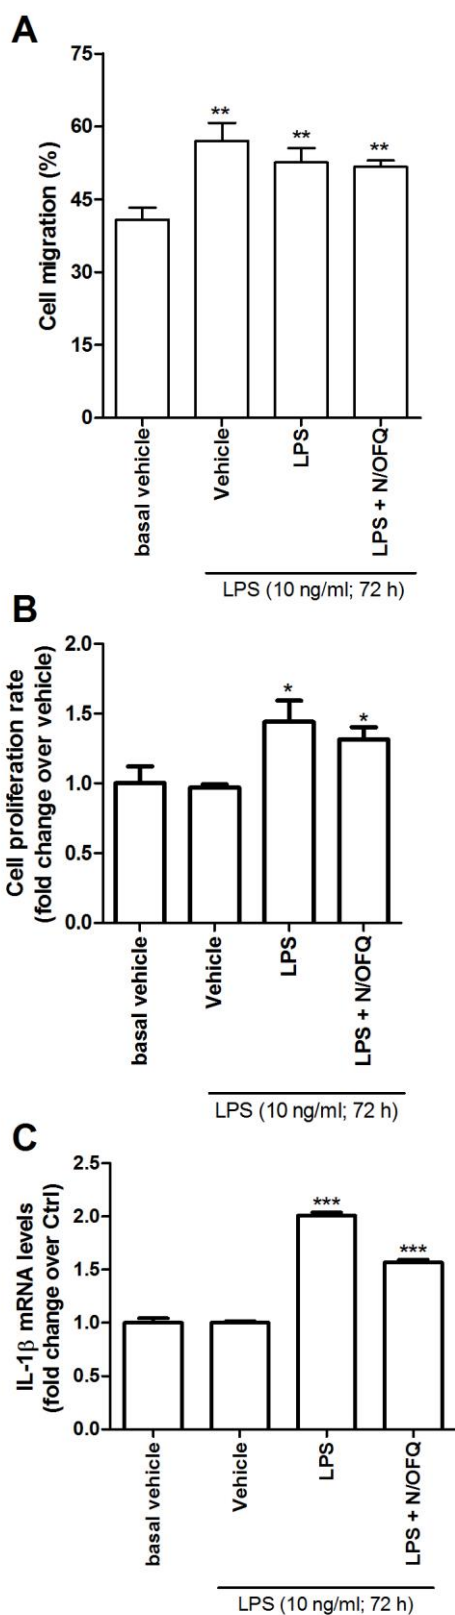 A
Cell migration (%)
75
60
45
30
15
0
**
**
**
basal vehicle
Vehicle
LPS
LPS + N/OFQ
LPS (10 ng/ml; 72 h)
B
Cell proliferation rate
(fold change over vehicle)
2.0
1.5
1.0
0.5
0.0
*
*
basal vehicle
Vehicle
LPS
LPS + N/OFQ
LPS (10 ng/ml; 72 h)
C
IL-1β mRNA levels
(fold change over Ctrl)
2.5
2.0
1.5
1.0
0.5
0.0
***
***
basal vehicle
Vehicle
LPS
LPS + N/OFQ
LPS (10 ng/ml; 72 h)